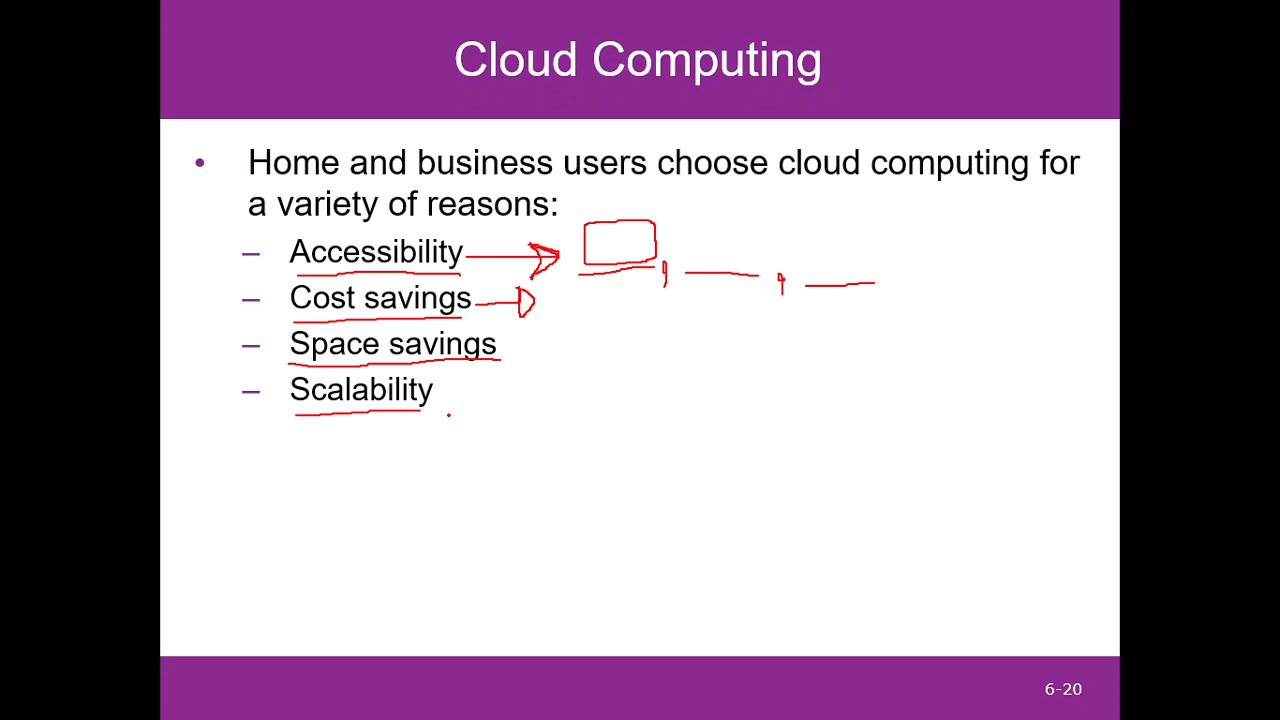 Cloud Computing
• Home and business users choose cloud computing for
a variety of reasons:
– Accessibility
– Cost savings
– Space savings
– Scalability
6-20